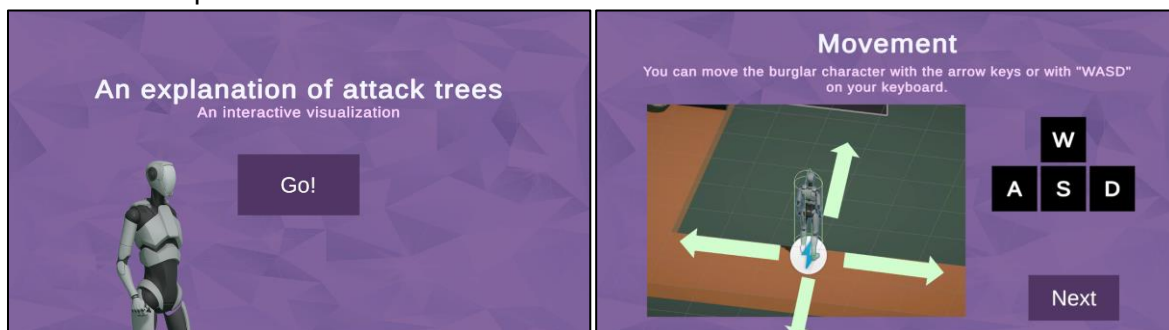 An explanation of attack trees
An interactive visualization
Go!
Movement
You can move the burglar character with the arrow keys or with "WASD"
on your keyboard.
W
A S D
Next